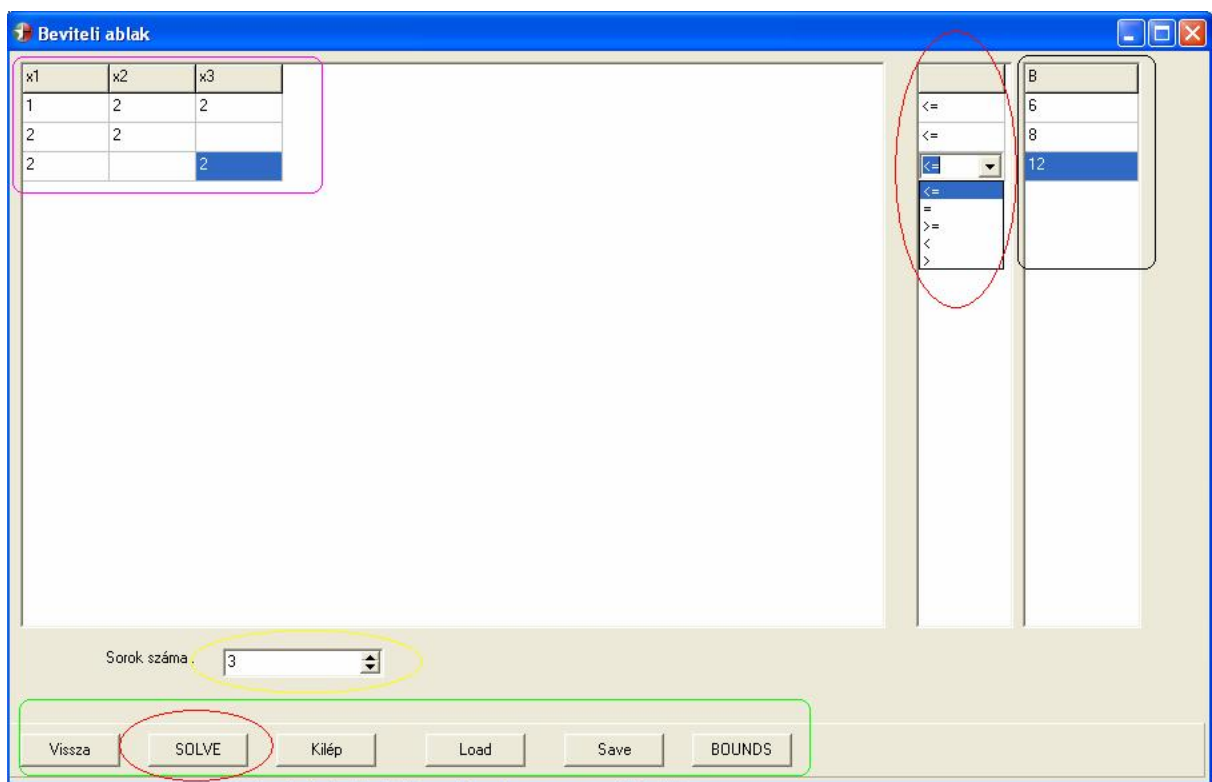 Beviteli ablak
x1 x2 x3 B
1 2 2 <= 6
2 2 <= 8
2 2 <= 12
<=
=
>=
<
>
Sorok száma . 3
Vissza SOLVE Kilép Load Save BOUNDS